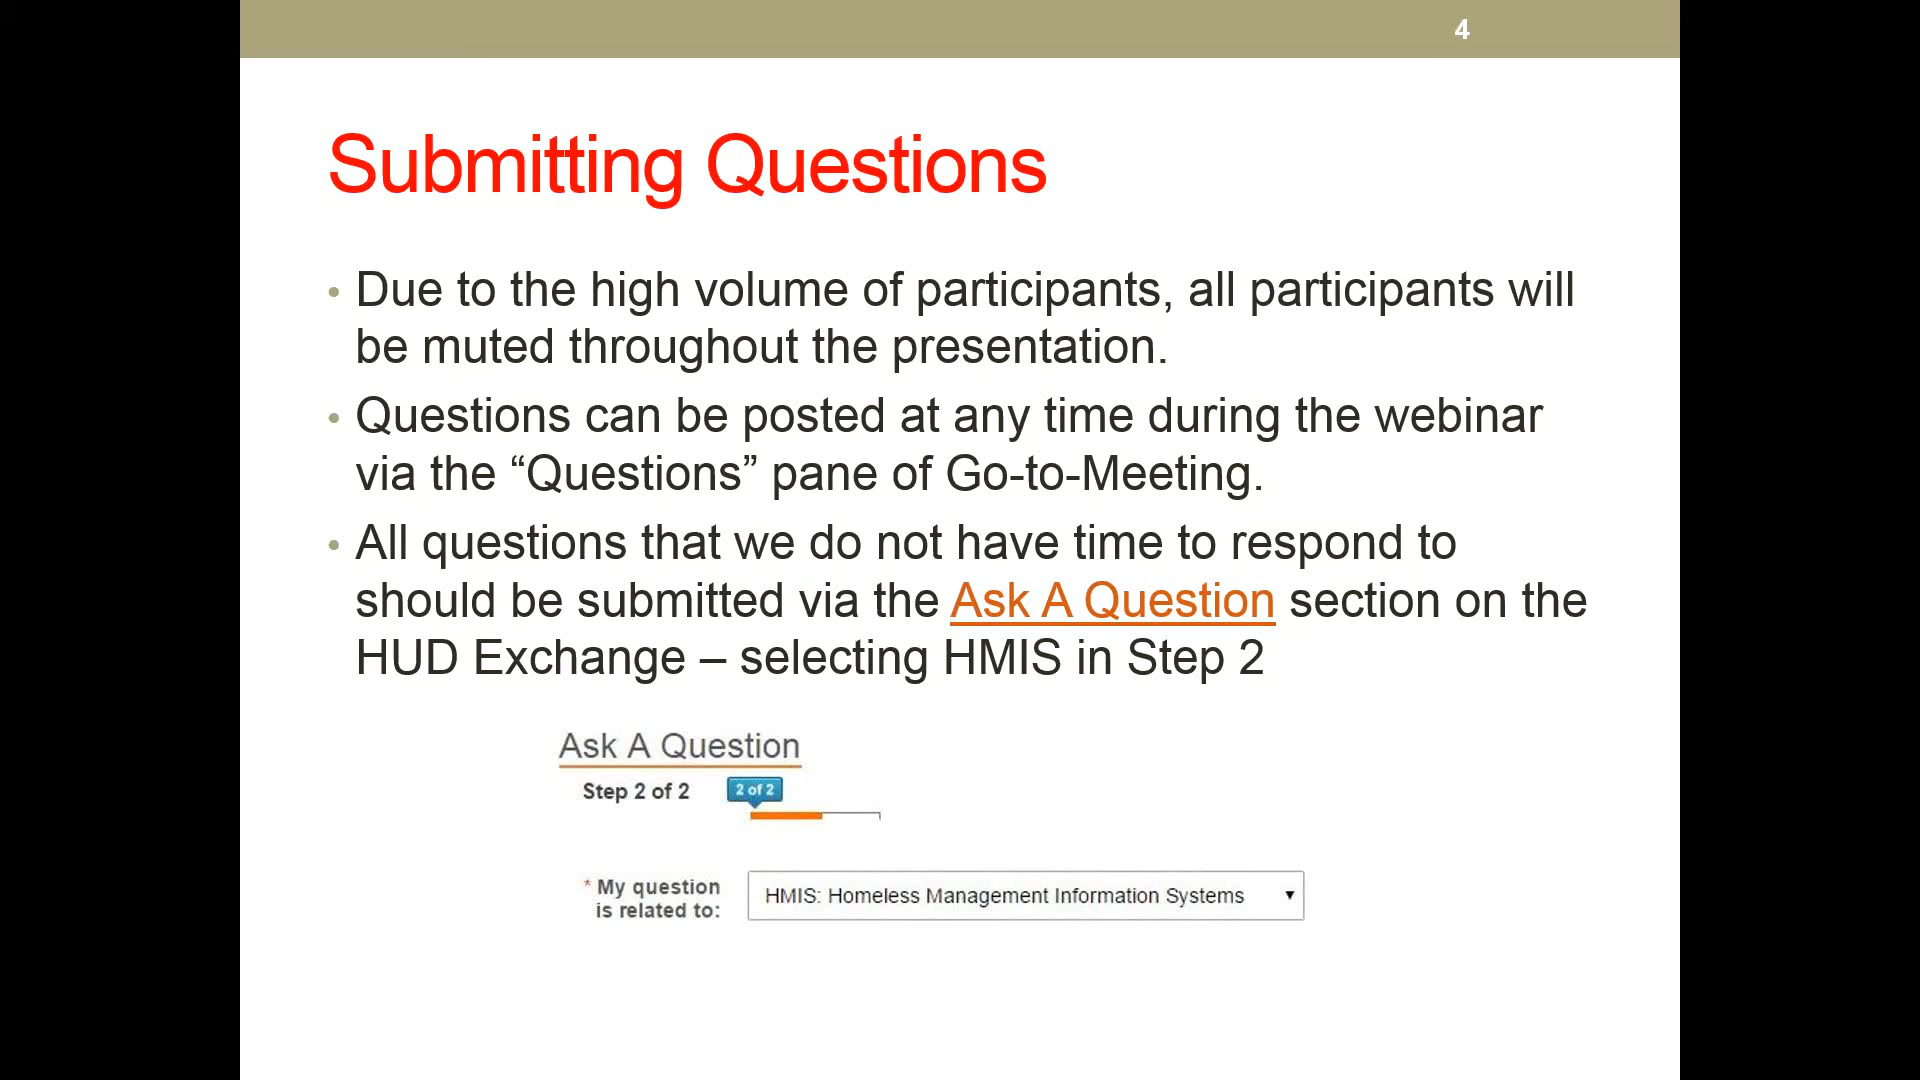 4
Submitting Questions
• Due to the high volume of participants, all participants will
be muted throughout the presentation.
• Questions can be posted at any time during the webinar
via the “Questions” pane of Go-to-Meeting.
• All questions that we do not have time to respond to
should be submitted via the Ask A Question section on the
HUD Exchange – selecting HMIS in Step 2
Ask A Question
Step 2 of 2 2 of 2
* My question
is related to:
HMIS: Homeless Management Information Systems